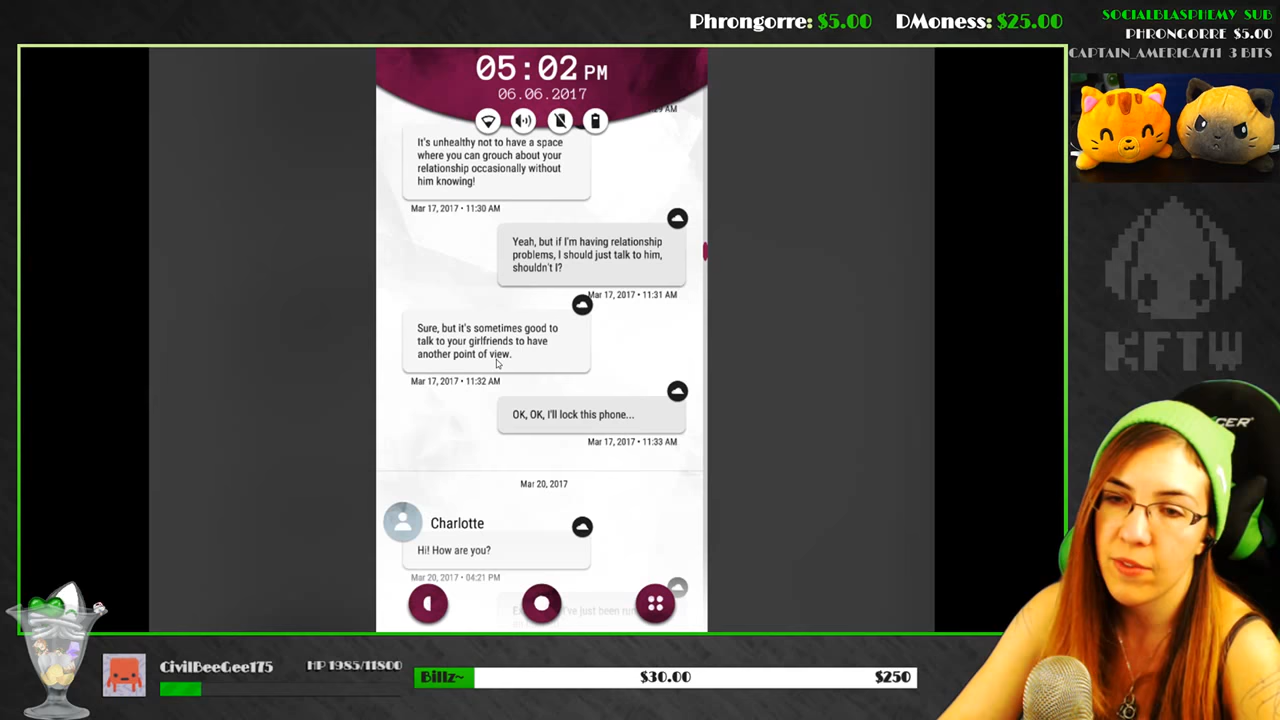 Phrongorre: $5.00 DMoness: $25.00
SOCIALBLASPHEMY SUB
PHRONGORRE $5.00
CAPTAIN_AMERICA711 3 BITS
05:02 PM
06.06.2017
AM
It's unhealthy not to have a space
where you can grouch about your
relationship occasionally without
him knowing!
Mar 17, 2017 • 11:30 AM
Yeah, but if I'm having relationship
problems, I should just talk to him,
shouldn't I?
Mar 17, 2017 • 11:31 AM
Sure, but it's sometimes good to
talk to your girlfriends to have
another point of view.
Mar 17, 2017 • 11:32 AM
OK, OK, I'll lock this phone...
Mar 17, 2017 • 11:33 AM
Mar 20, 2017
Charlotte
Hi! How are you?
Mar 20, 2017 • 04:21 PM
I've just been
KFTW
CivilBeeGee175 HP 1985/11800
Billz~ $30.00 $250